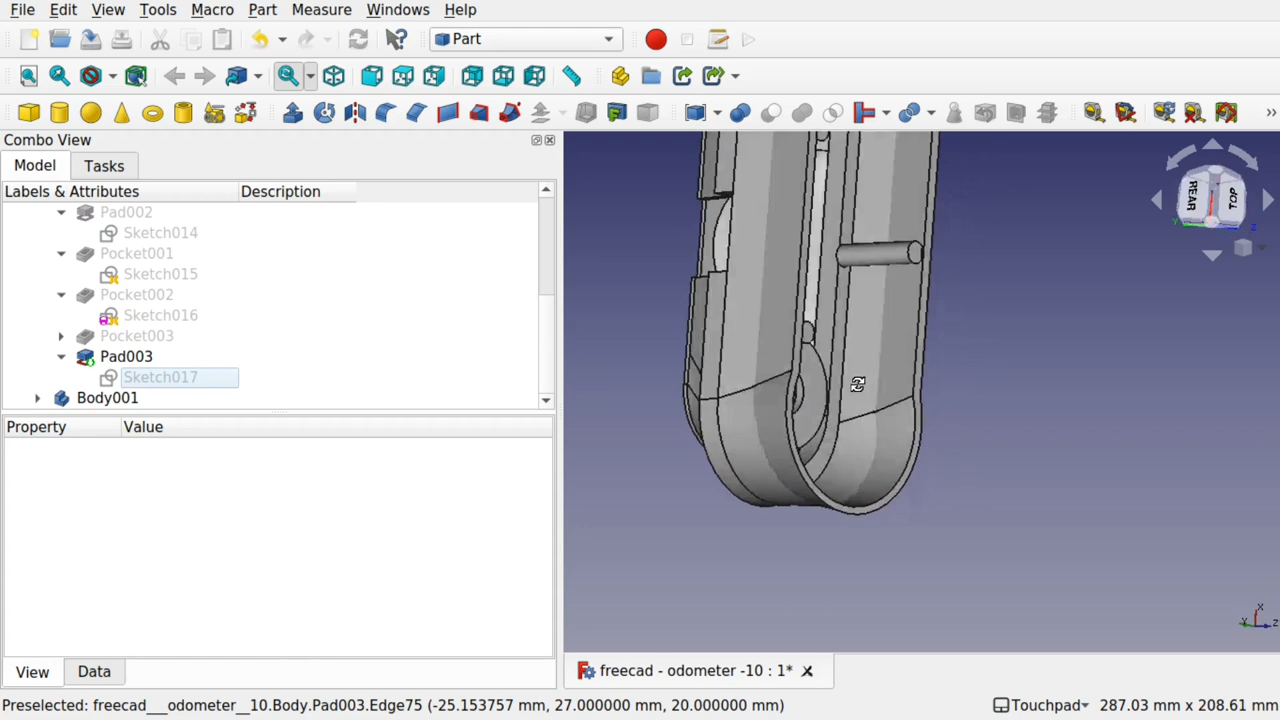 File Edit View Tools Macro Part Measure Windows Help
Part
Combo View
Model Tasks
Labels & Attributes Description
Pad002
Sketch014
Pocket001
Sketch015
Pocket002
Sketch016
Pocket003
Pad003
Sketch017
Body001
Property Value
REAR
TOP
Y
Z
X
Y
Z
View Data
freecad - odometer -10 : 1*
Preselected: freecad___odometer__10.Body.Pad003.Edge75 (-25.153757 mm, 27.000000 mm, 20.000000 mm)
Touchpad
287.03 mm x 208.61 mm